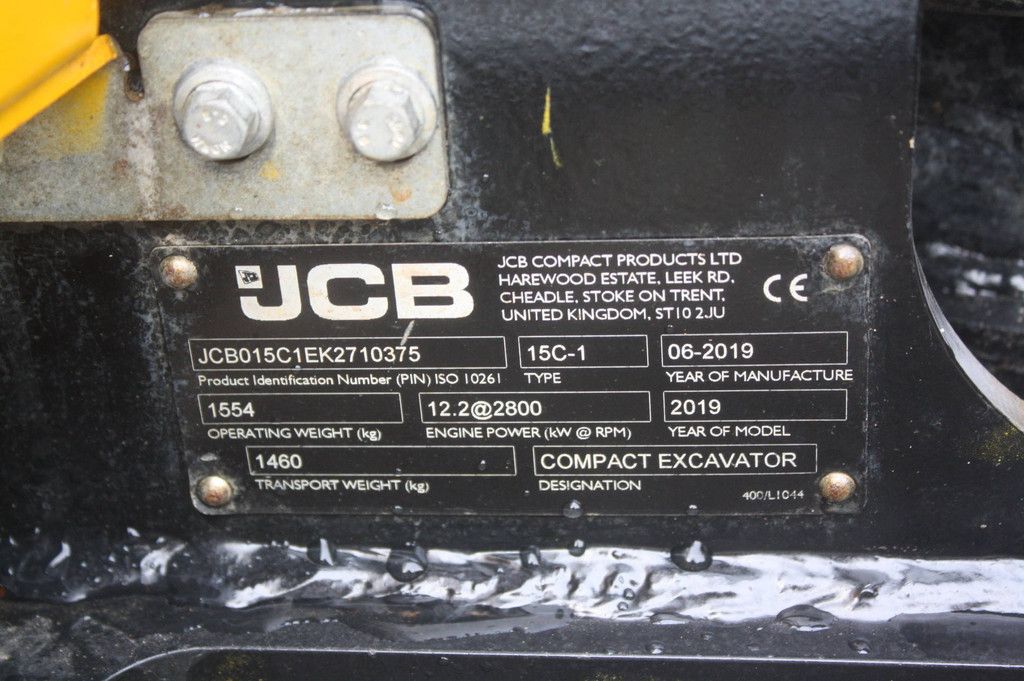 JCB
JCB COMPACT PRODUCTS LTD
HAREWOOD ESTATE, LEEK RD,
CHEADLE, STOKE ON TRENT,
UNITED KINGDOM, ST10 2JU
CE
JCB015C1EK2710375
Product Identification Number (PIN) ISO 10261
15C-1
TYPE
06-2019
YEAR OF MANUFACTURE
1554
OPERATING WEIGHT (kg)
12.2@2800
ENGINE POWER (kW @ RPM)
2019
YEAR OF MODEL
1460
TRANSPORT WEIGHT (kg)
COMPACT EXCAVATOR
DESIGNATION
400/L1044